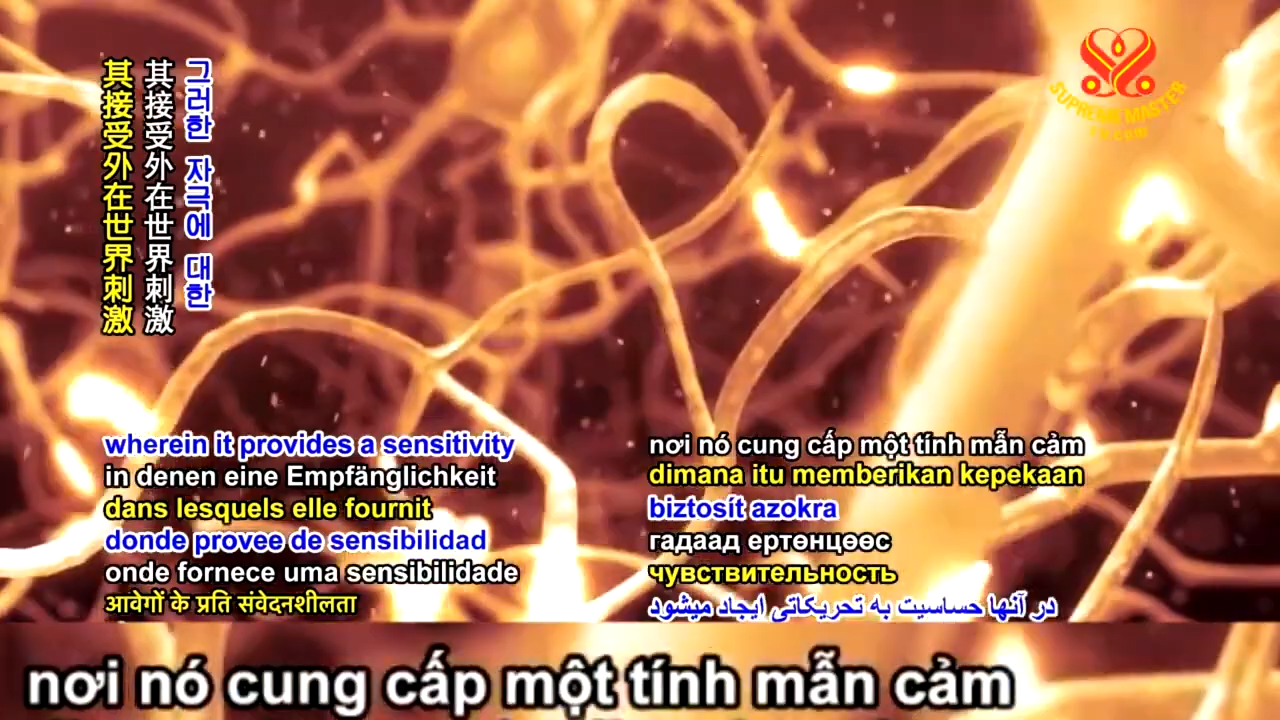 그러한 자극에 대한
其接受外在世界刺激
其接受外在世界刺激
SUPREME MASTER
TV.COM
wherein it provides a sensitivity
in denen eine Empfänglichkeit
dans lesquels elle fournit
donde provee de sensibilidad
onde fornece uma sensibilidade
आवेगों के प्रति संवेदनशीलता
nơi nó cung cấp một tính mẫn cảm
dimana itu memberikan kepekaan
biztosít azokra
гадаад ертөнцөөс
чувствительность
در آنها حساسیت به تحریکاتی ایجاد میشود
nơi nó cung cấp một tính mẫn cảm